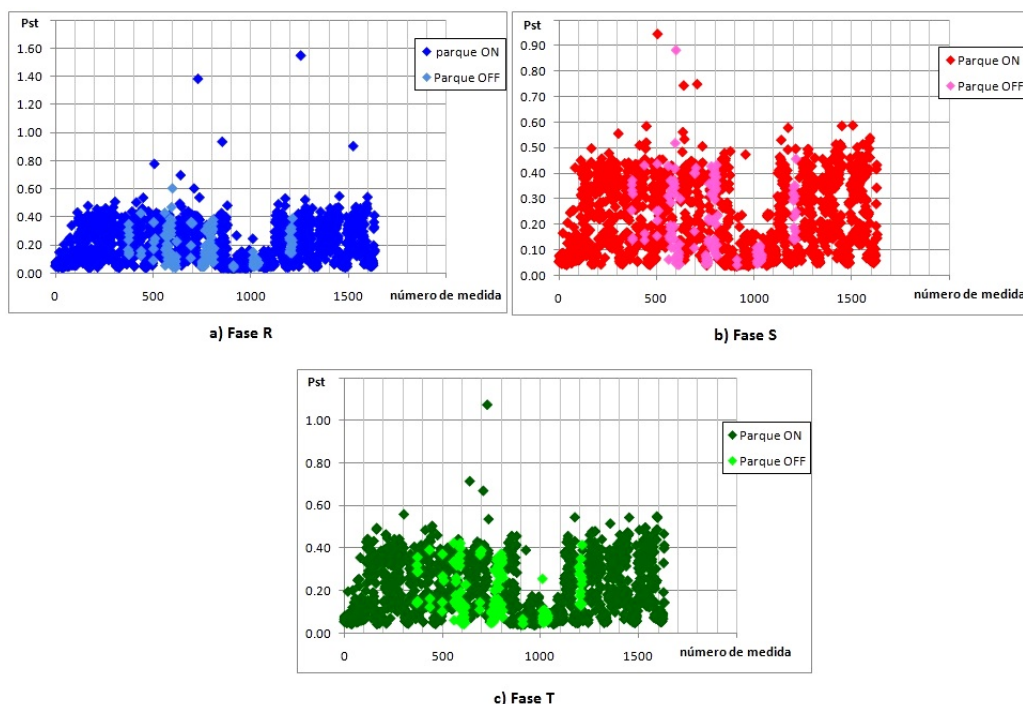 Pst
1.60
1.40
1.20
1.00
0.80
0.60
0.40
0.20
0.00
0
500
1000
1500
número de medida
parque ON
Parque OFF
a) Fase R
Pst
0.90
0.80
0.70
0.60
0.50
0.40
0.30
0.20
0.10
0.00
0
500
1000
1500
número de medida
Parque ON
Parque OFF
b) Fase S
Pst
1.00
0.80
0.60
0.40
0.20
0.00
0
500
1000
1500
número de medida
Parque ON
Parque OFF
c) Fase T